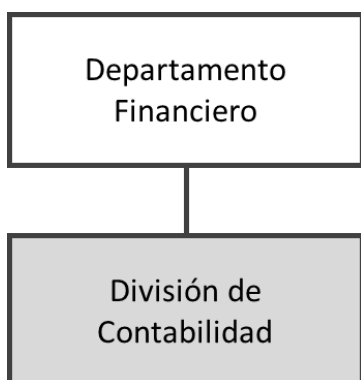 Departamento
Financiero
División de
Contabilidad